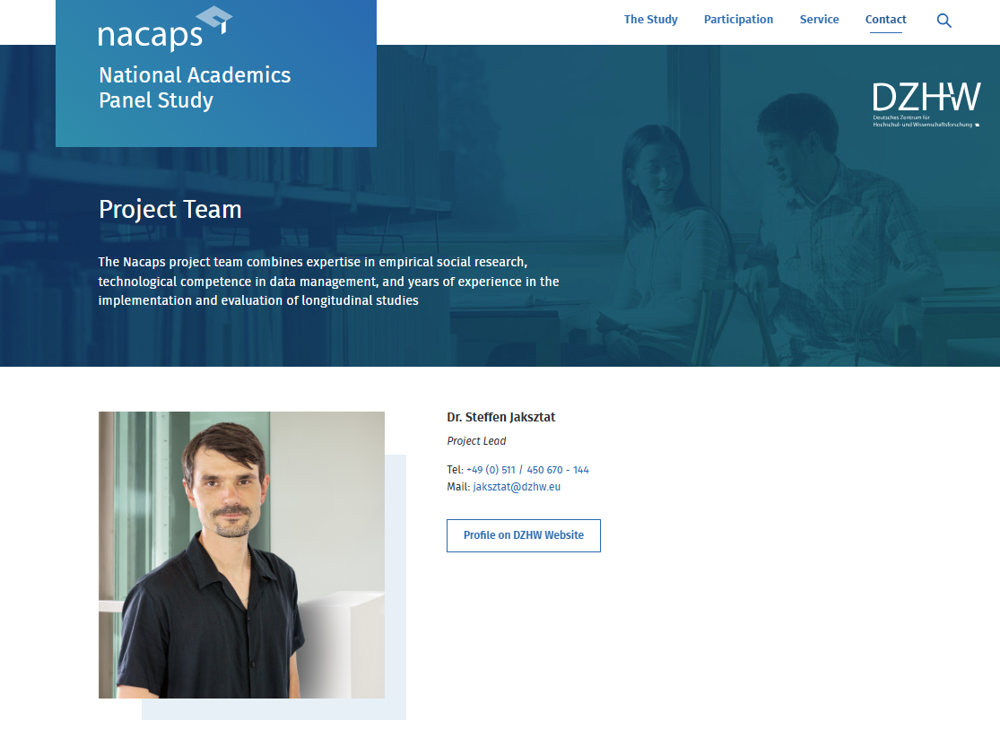 nacaps
National Academics
Panel Study
The Study
Participation
Service
Contact
DZHW
Deutsches Zentrum für
Hochschul- und Wissenschaftsforschung
Project Team
The Nacaps project team combines expertise in empirical social research,
technological competence in data management, and years of experience in the
implementation and evaluation of longitudinal studies
Dr. Steffen Jaksztat
Project Lead
Tel: +49 (0) 511 / 450 670 - 144
Mail: jaksztat@dzhw.eu
Profile on DZHW Website